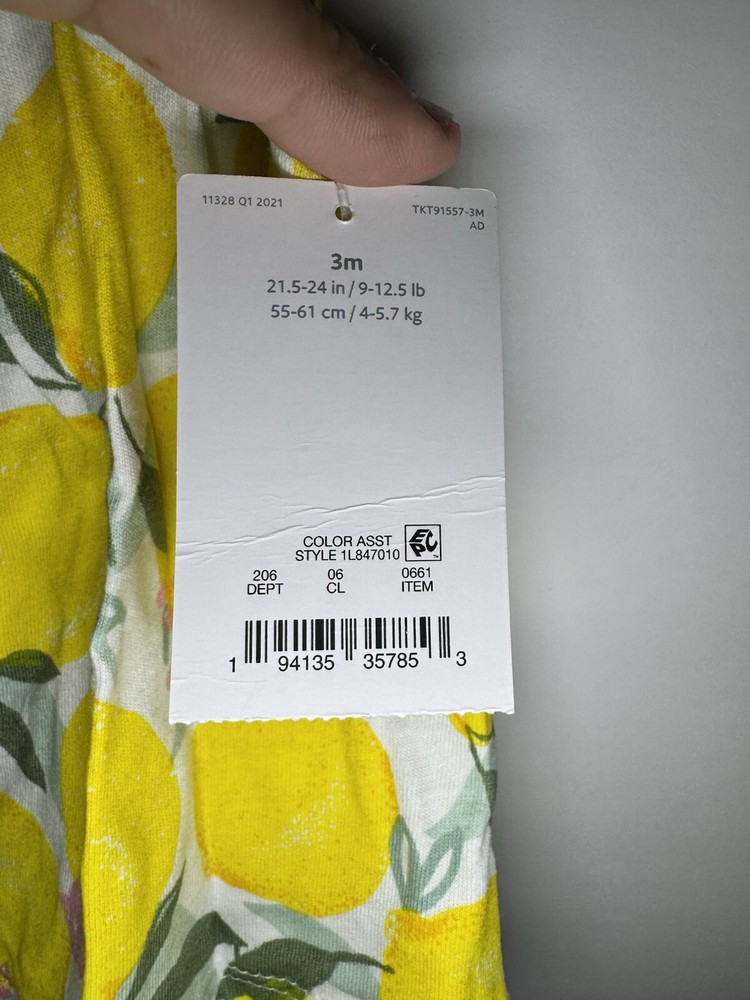 11328 Q1 2021
TKT91557-3M
AD
3m
21.5-24 in / 9-12.5 lb
55-61 cm / 4-5.7 kg
COLOR ASST
STYLE 1L847010
EPC™
206 06 0661
DEPT CL ITEM
1 94135 35785 3